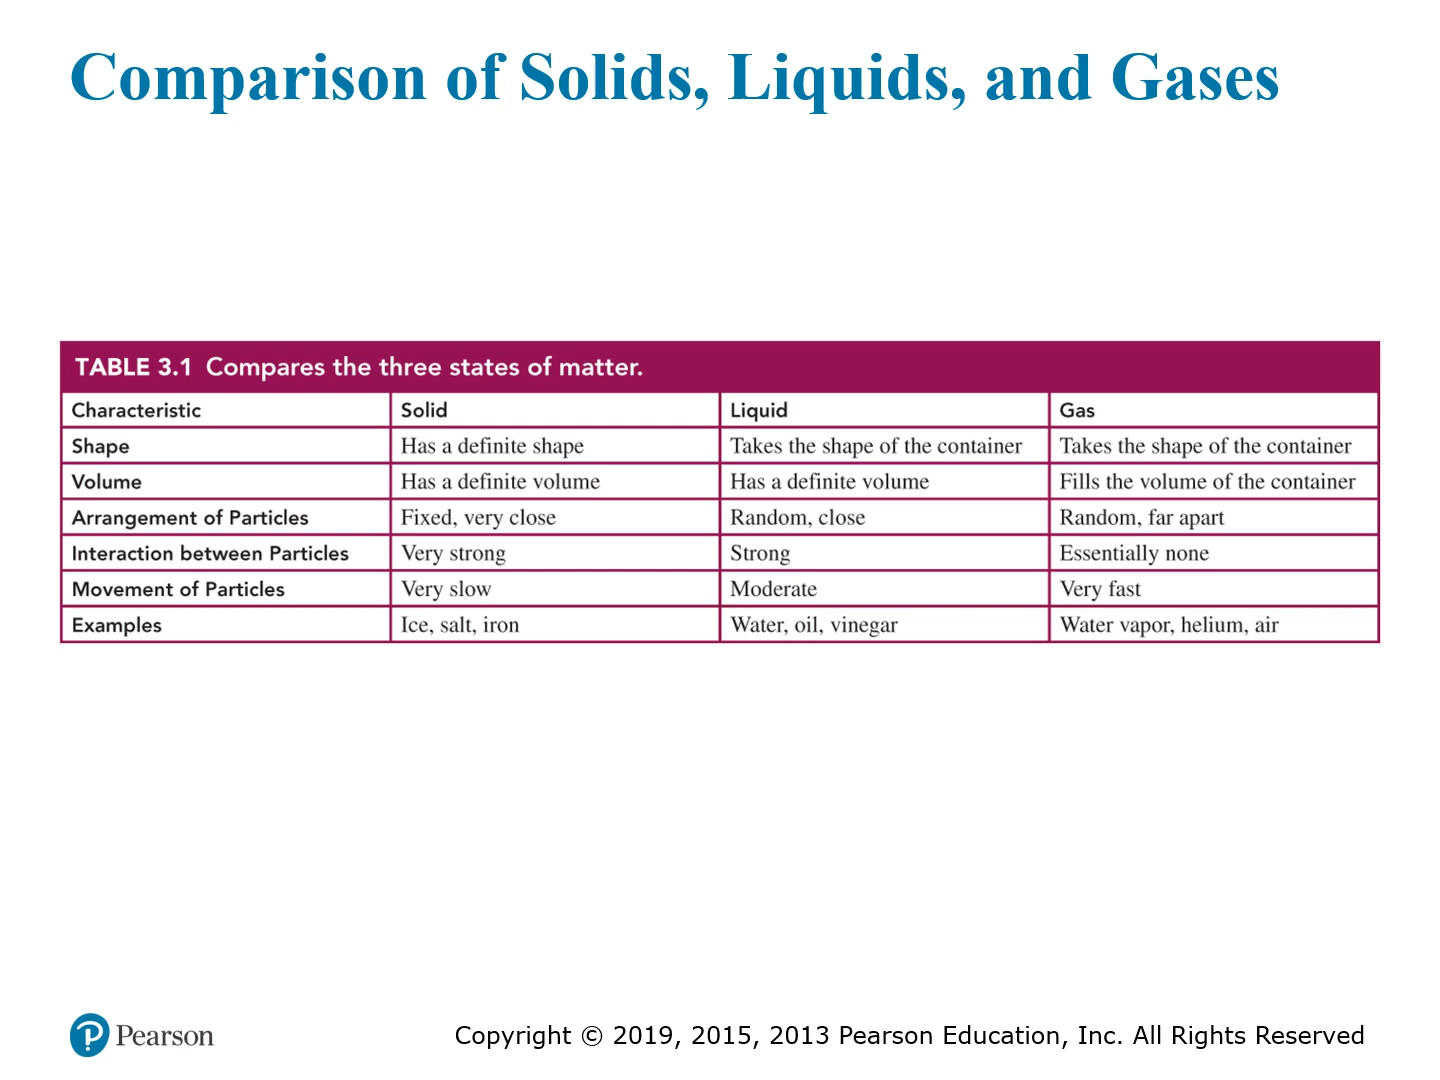 Comparison of Solids, Liquids, and Gases
TABLE 3.1 Compares the three states of matter.
Characteristic Solid Liquid Gas
Shape Has a definite shape Takes the shape of the container Takes the shape of the container
Volume Has a definite volume Has a definite volume Fills the volume of the container
Arrangement of Particles Fixed, very close Random, close Random, far apart
Interaction between Particles Very strong Strong Essentially none
Movement of Particles Very slow Moderate Very fast
Examples Ice, salt, iron Water, oil, vinegar Water vapor, helium, air
Pearson Copyright © 2019, 2015, 2013 Pearson Education, Inc. All Rights Reserved